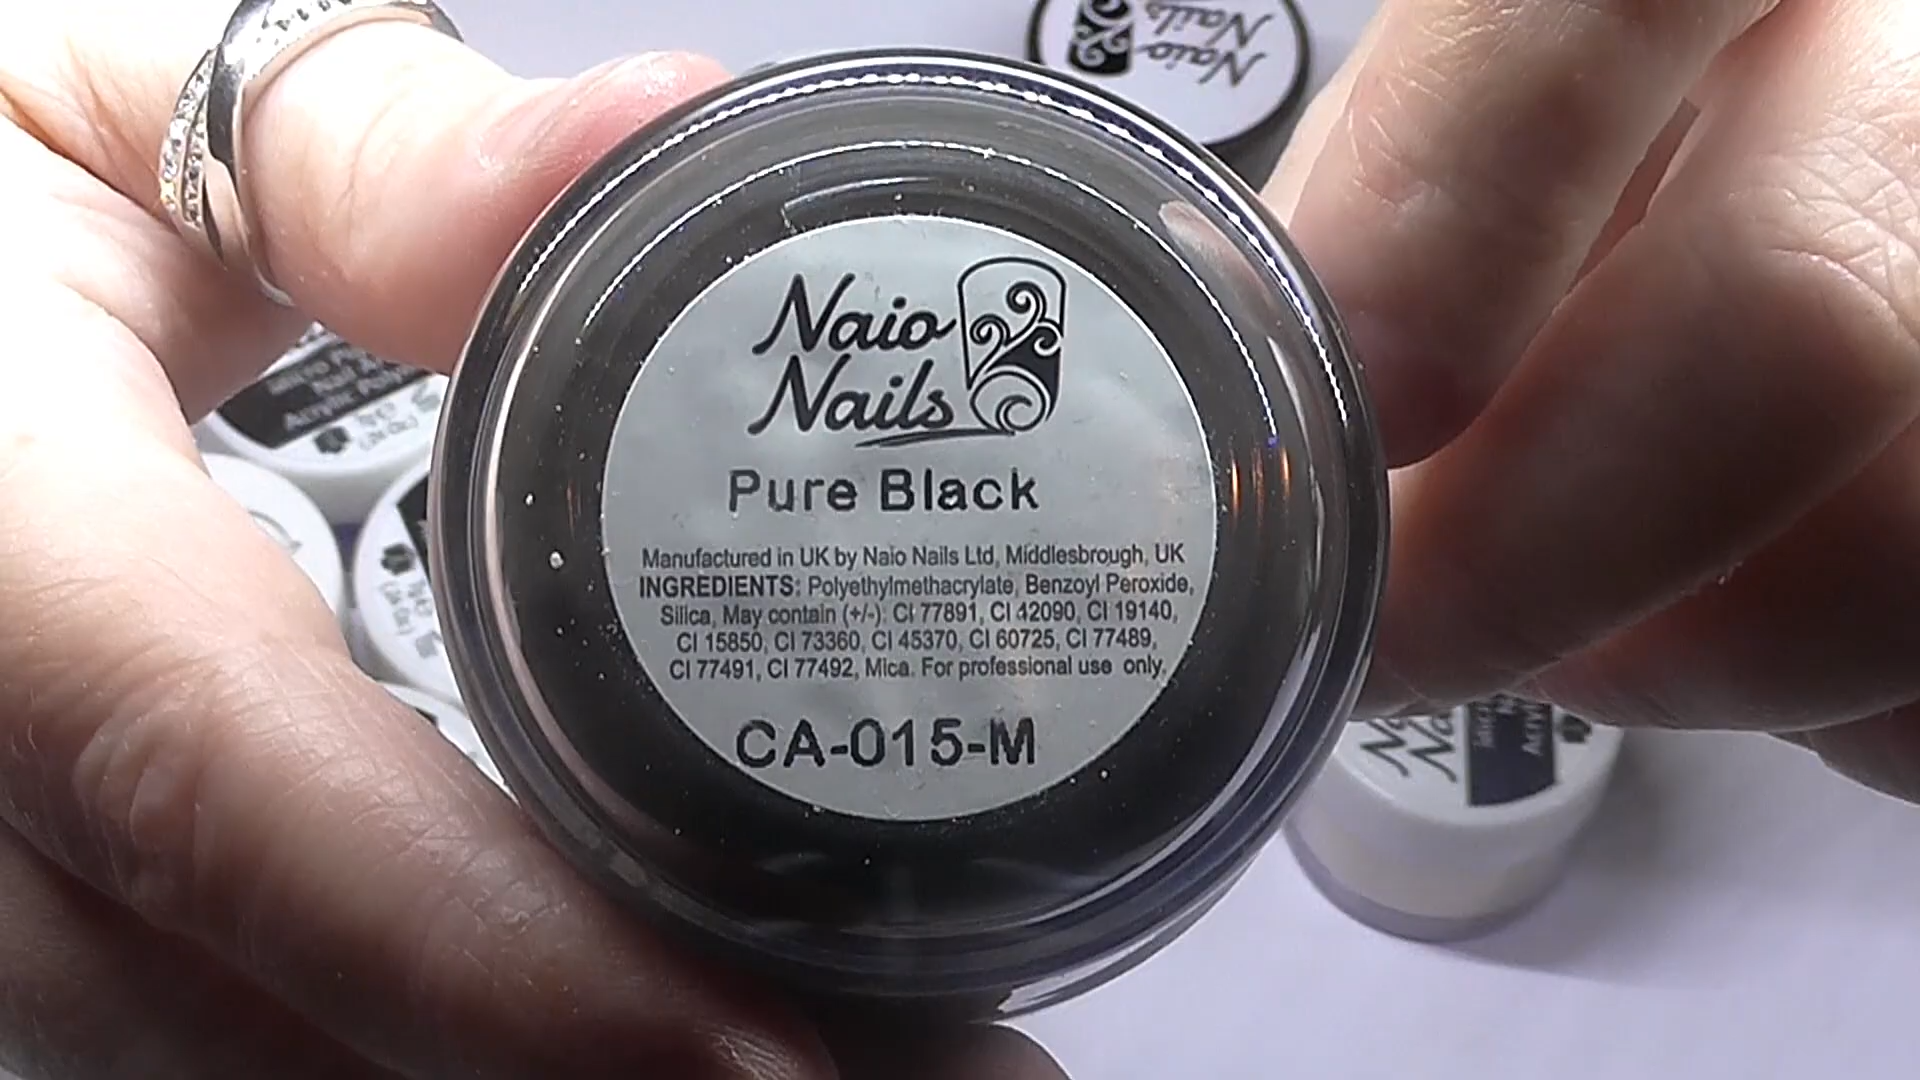 Naio
Nails
Naio
Nails
Pure Black
Manufactured in UK by Naio Nails Ltd, Middlesbrough, UK
INGREDIENTS: Polyethylmethacrylate, Benzoyl Peroxide,
Silica, May contain (+/-): CI 77891, CI 42090, CI 19140,
CI 15850, CI 73360, CI 45370, CI 60725, CI 77489,
CI 77491, CI 77492, Mica. For professional use only.
CA-015-M
Acrylic